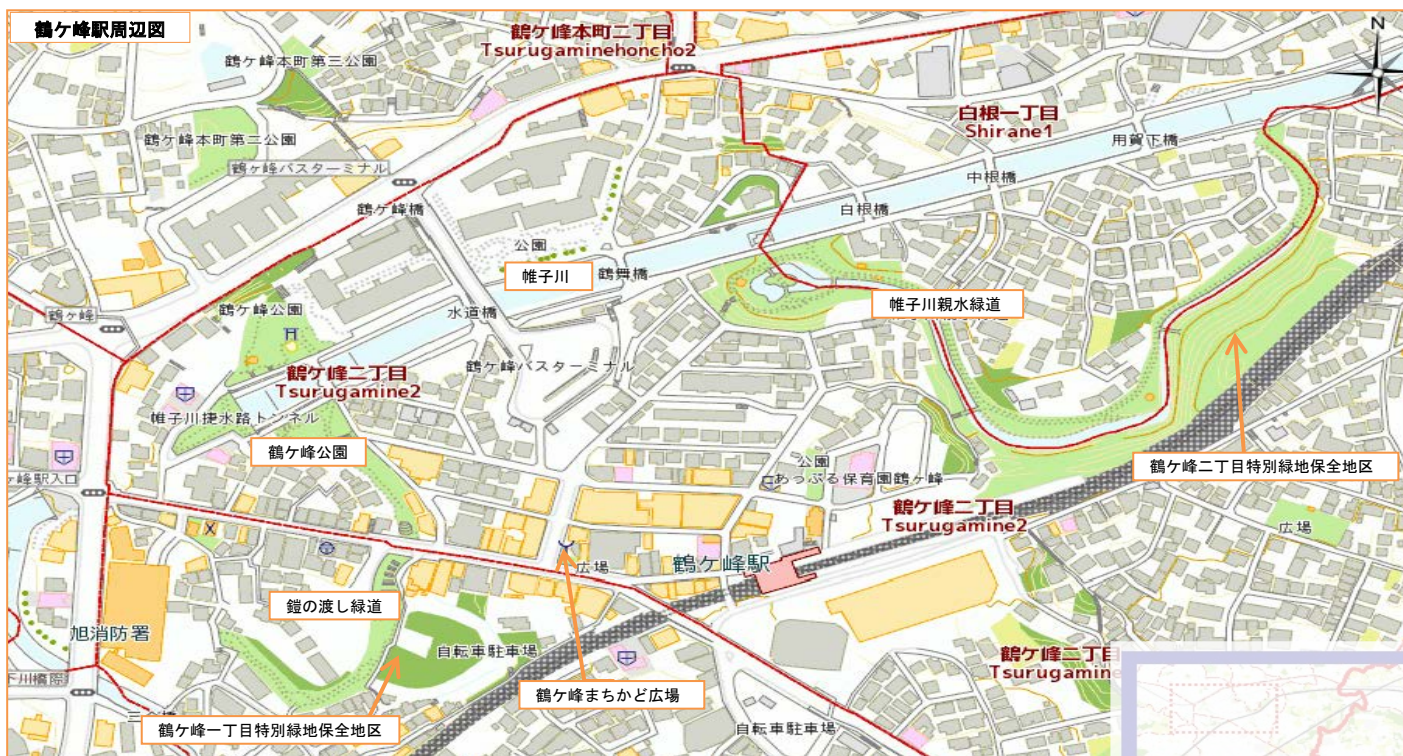 鶴ケ峰駅周辺図
N
鶴ケ峰本町二丁目
Tsurugaminehoncho2
鶴ケ峰本町第三公園
白根一丁目
Shirane1
用賀下橋
鶴ケ峰本町第二公園
鶴ケ峰バスターミナル
中根橋
鶴ケ峰橋
白根橋
公園
帷子川
鶴舞橋
帷子川親水緑道
鶴ケ峰公園
水道橋
鶴ケ峰
鶴ケ峰バスターミナル
鶴ケ峰二丁目
Tsurugamine2
帷子川捷水路トンネル
鶴ケ峰公園
公園
鶴ケ峰二丁目特別緑地保全地区
ケ峰駅入口
あっぷる保育園鶴ケ峰
鶴ケ峰二丁目
Tsurugamine2
広場
広場
鶴ケ峰駅
鎧の渡し緑道
旭消防署
自転車駐車場
鶴ケ峰二丁目
Tsurugamine
下川橋際
鶴ケ峰まちかど広場
鶴ケ峰一丁目特別緑地保全地区
自転車駐車場